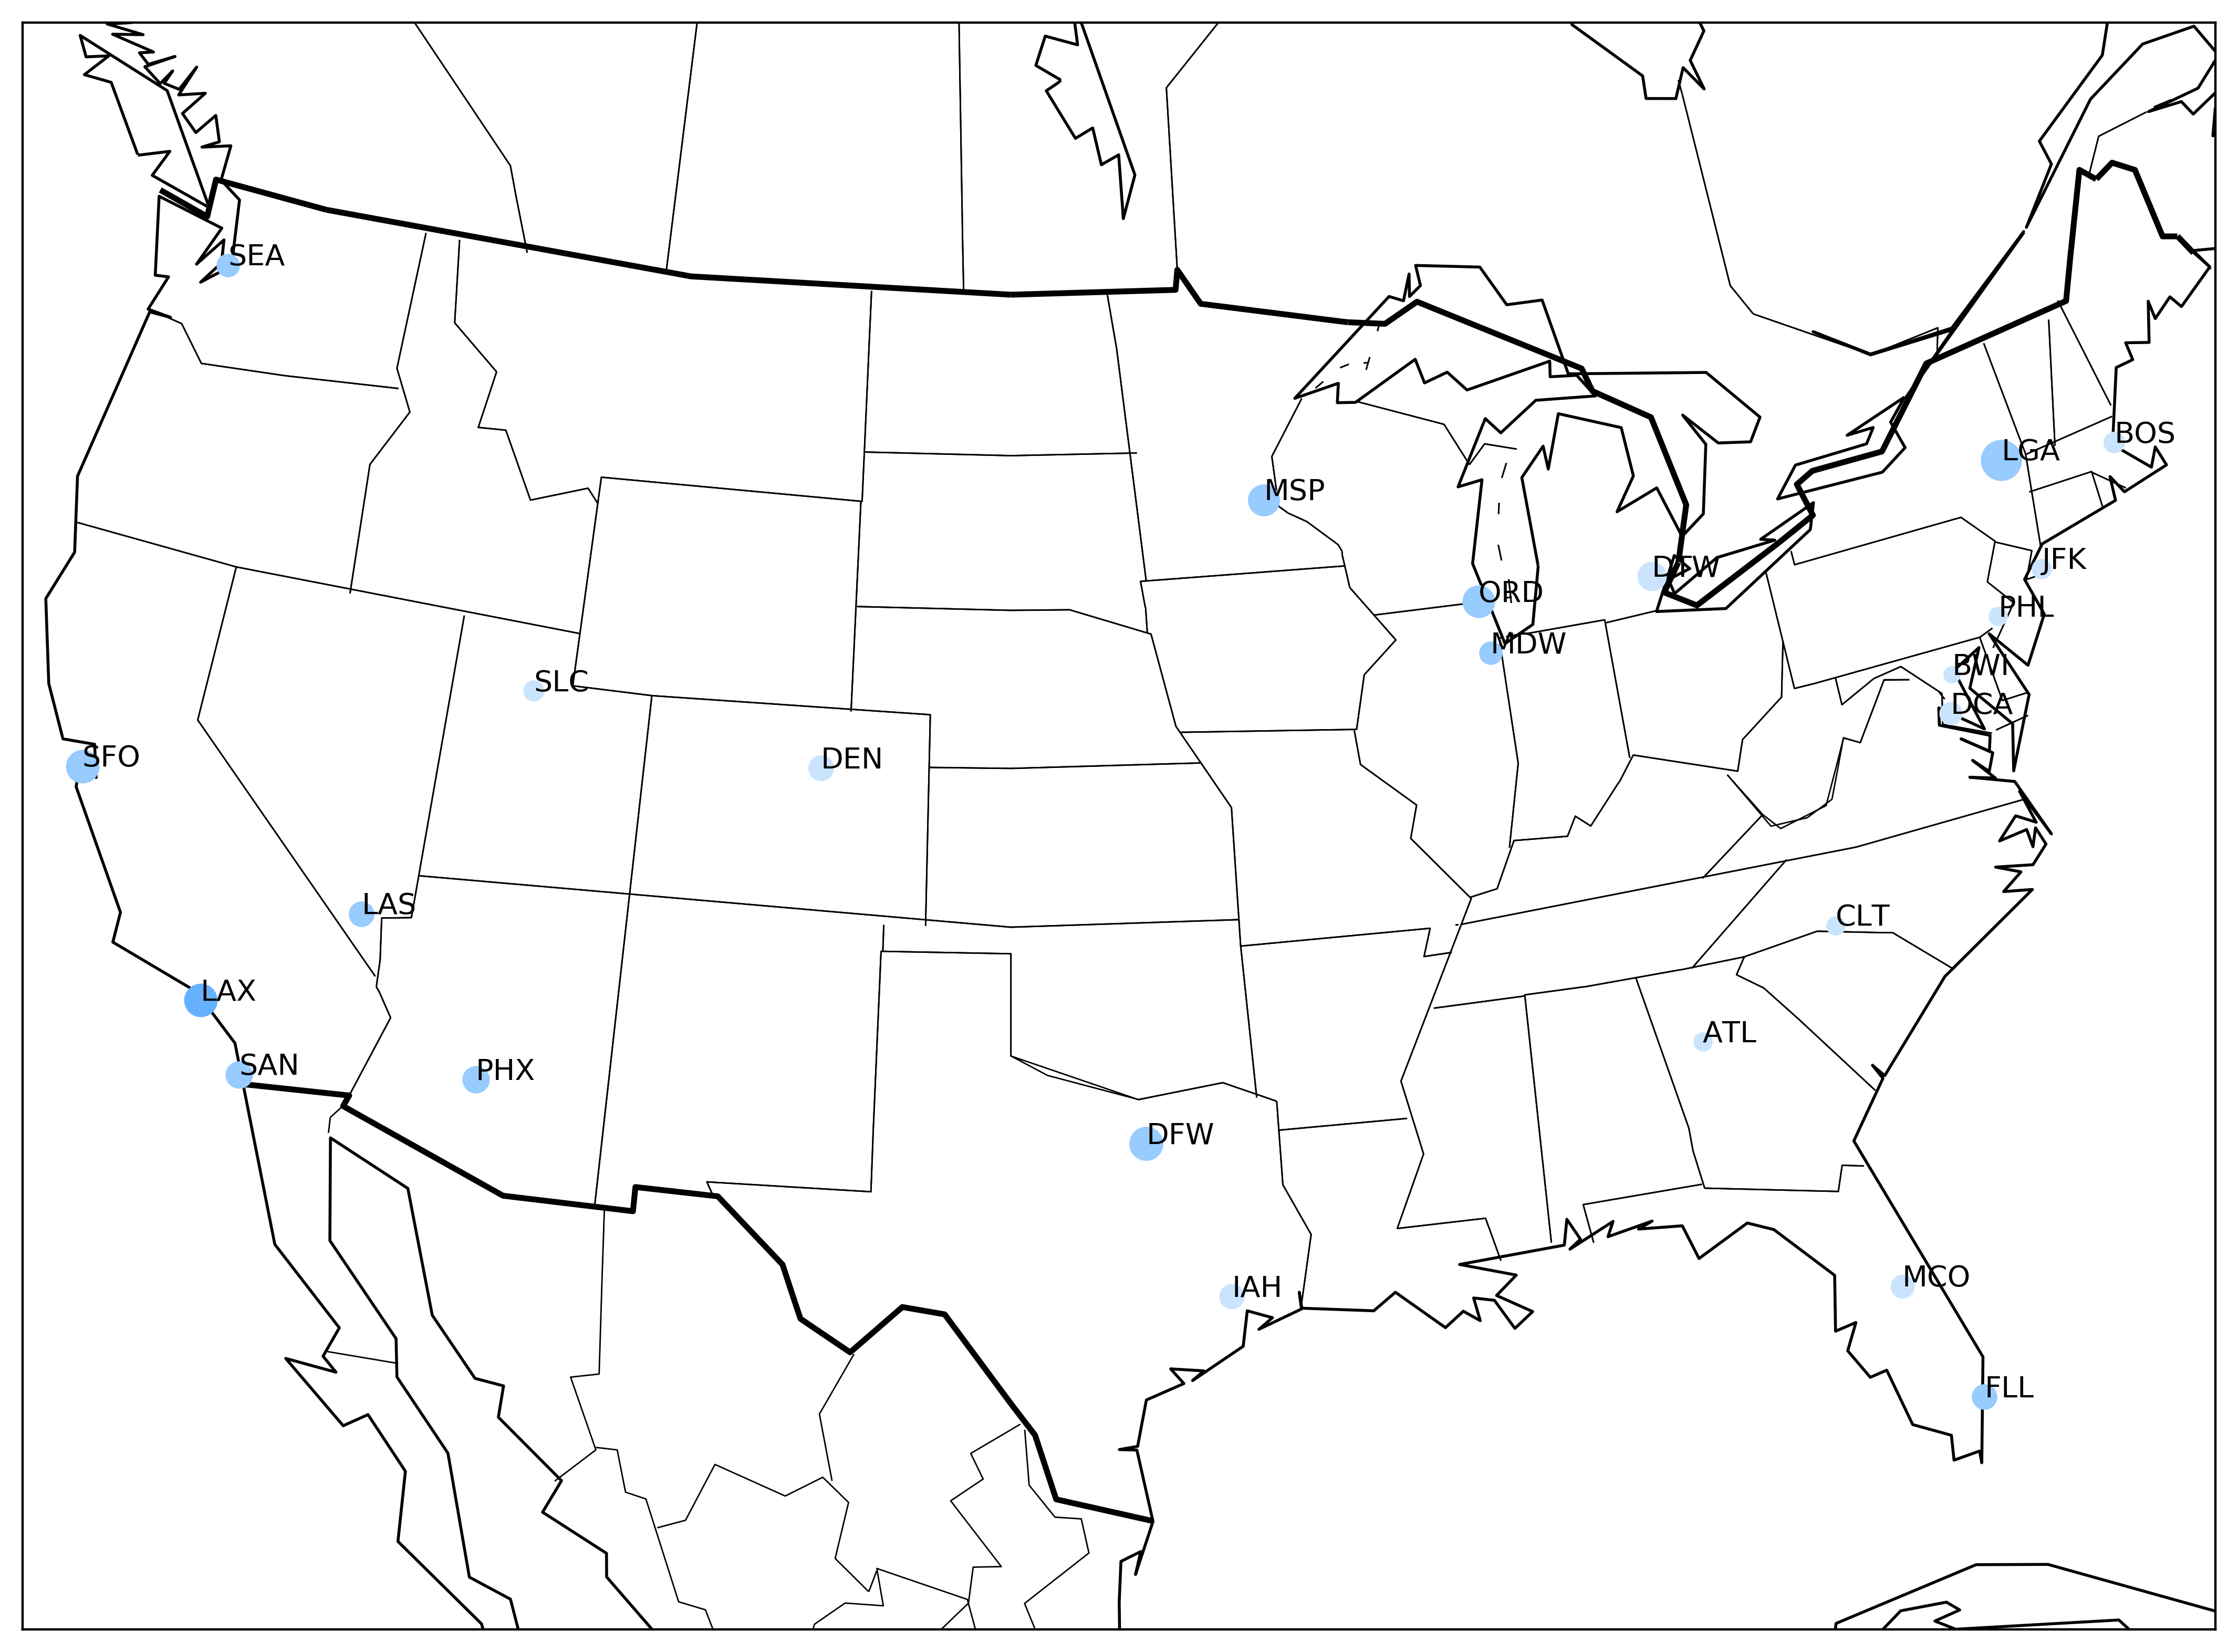 SEA
BOS
LGA
MSP
JFK
DTW
ORD
PHL
MDW
BWI
SLC
DCA
SFO
DEN
LAS
CLT
LAX
ATL
SAN
PHX
DFW
MCO
IAH
FLL